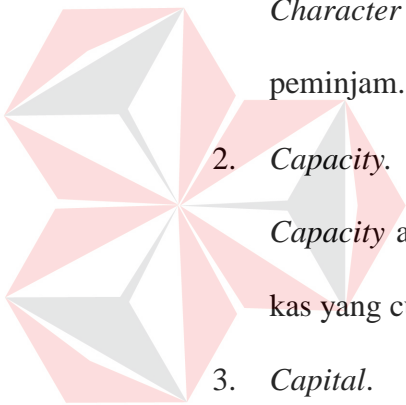 Character
peminjam.
2. Capacity.
Capacity a
kas yang c
3. Capital.